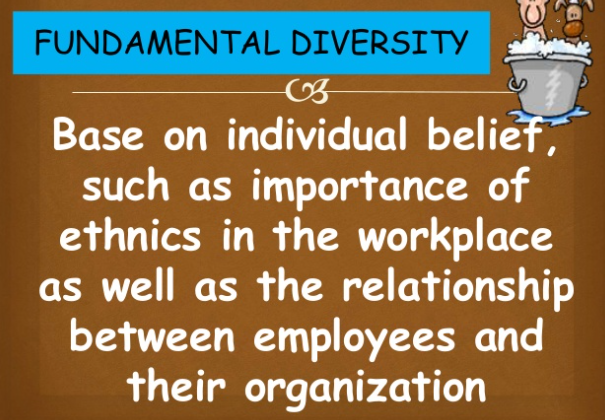 FUNDAMENTAL DIVERSITY
Base on individual belief,
such as importance of
ethnics in the workplace
as well as the relationship
between employees and
their organization